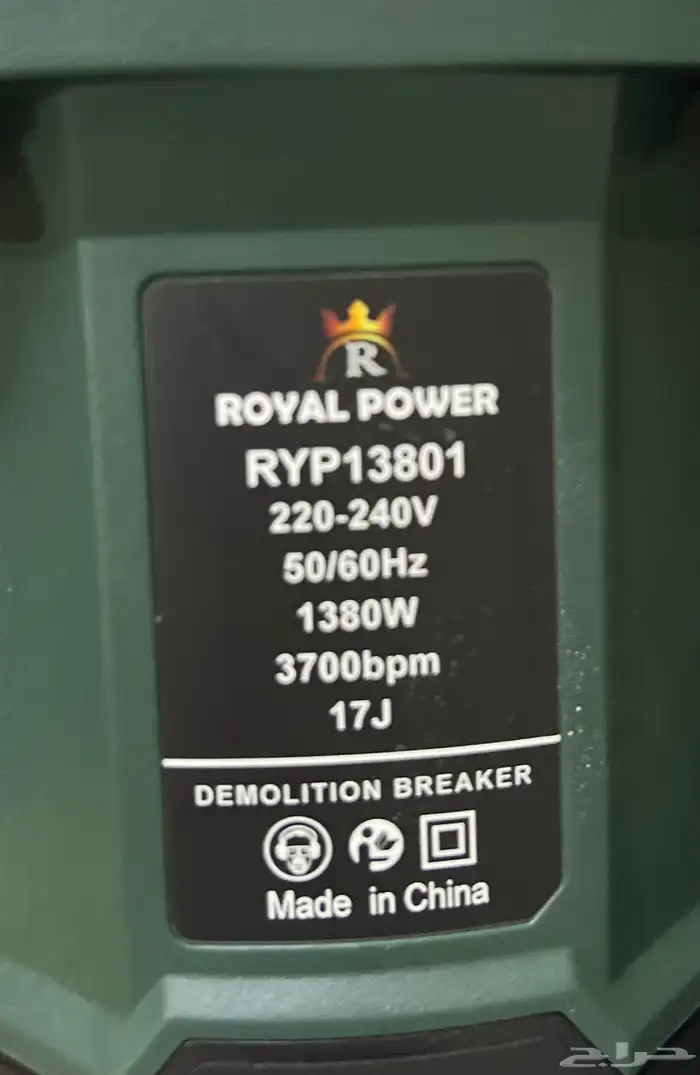 R
ROYAL POWER
RYP13801
220-240V
50/60Hz
1380W
3700bpm
17J
DEMOLITION BREAKER
Made in China
حراج